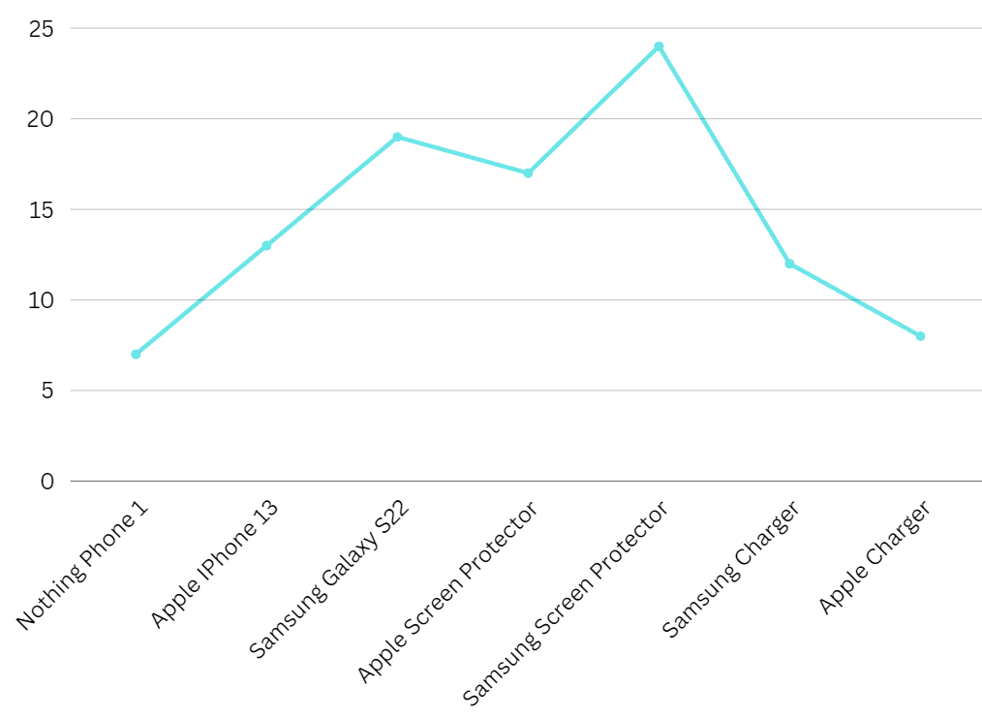 25
20
15
10
5
0
Nothing Phone 1
Apple IPhone 13
Samsung Galaxy S22
Apple Screen Protector
Samsung Screen Protector
Samsung Charger
Apple Charger